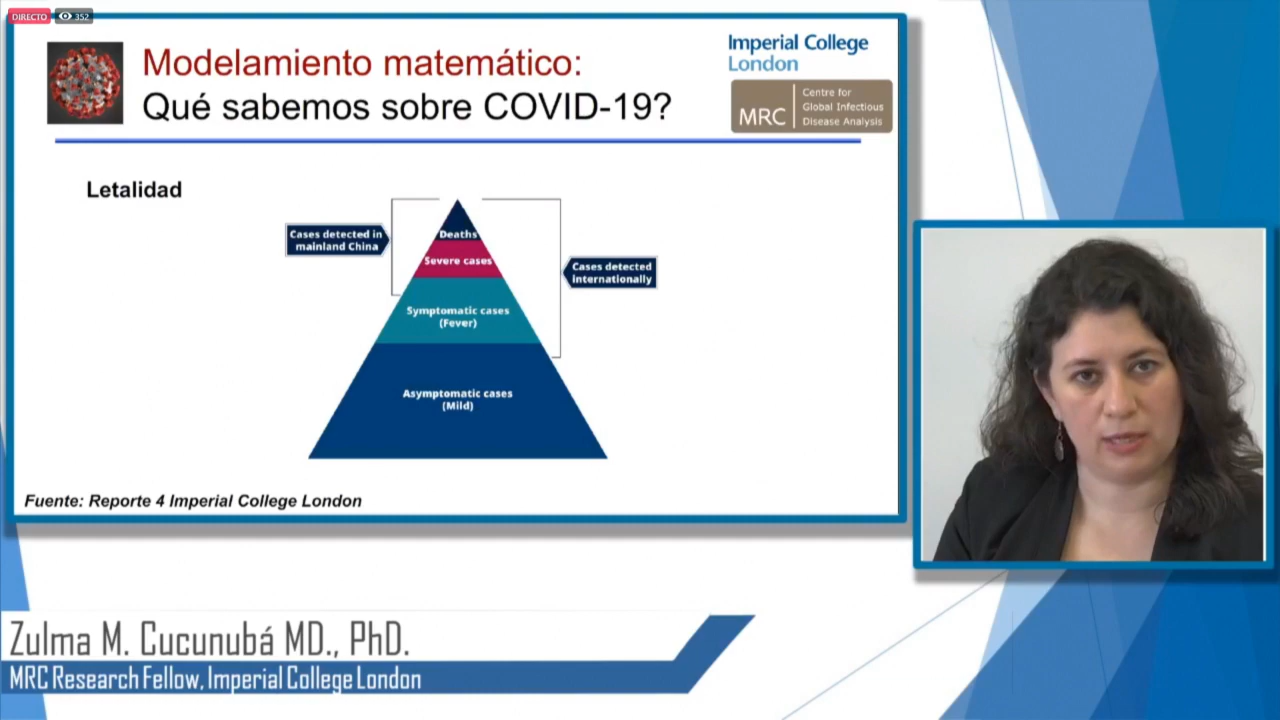 DIRECTO 352
Modelamiento matemático:
Qué sabemos sobre COVID-19?
Imperial College
London
MRC
Centre for
Global Infectious
Disease Analysis
Letalidad
Cases detected in
mainland China
Deaths
Severe cases
Cases detected
internationally
Symptomatic cases
(Fever)
Asymptomatic cases
(Mild)
Fuente: Reporte 4 Imperial College London
Zulma M. Cucunubá MD., PhD.
MRC Research Fellow, Imperial College London